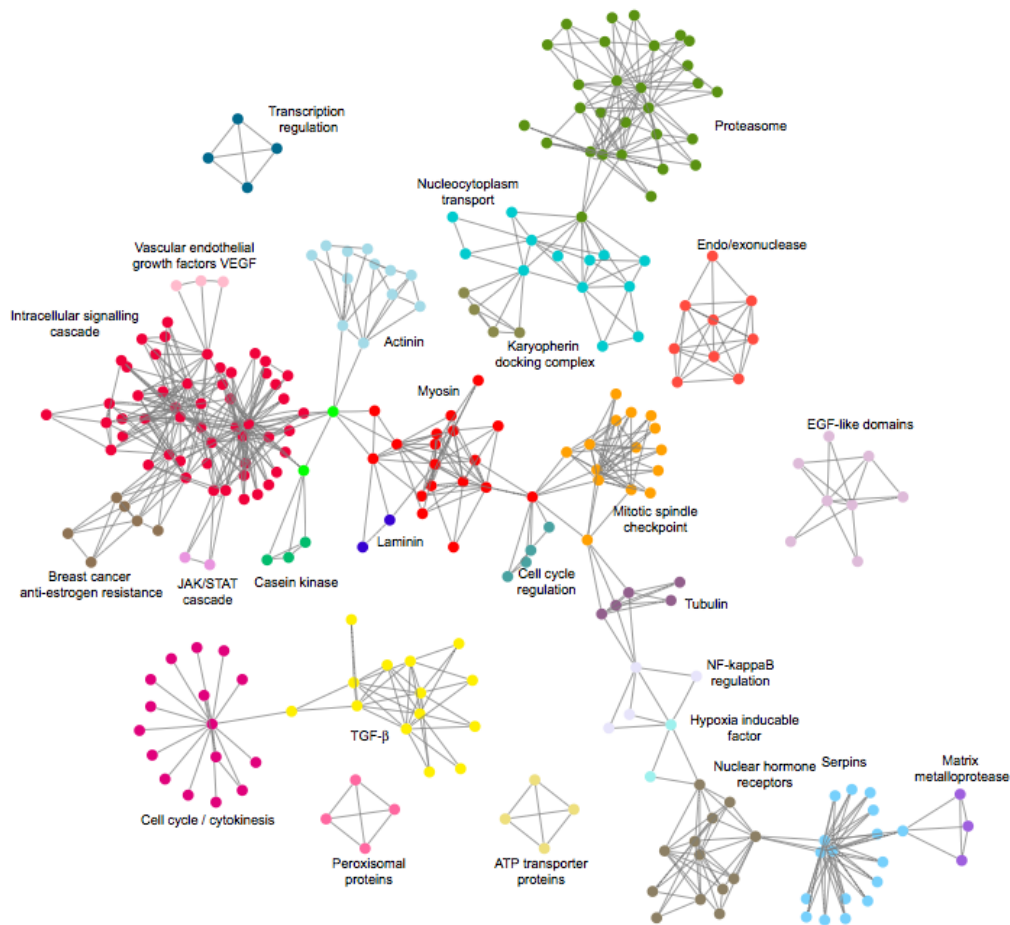 Transcription
regulation
Proteasome
Nucleocytoplasm
transport
Vascular endothelial
growth factors VEGF
Endo/exonuclease
Intracellular signalling
cascade
Actinin
Karyopherin
docking complex
Myosin
EGF-like domains
Mitotic spindle
checkpoint
Laminin
Breast cancer
anti-estrogen resistance
JAK/STAT
cascade
Casein kinase
Cell cycle
regulation
Tubulin
NF-kappaB
regulation
TGF-β
Hypoxia inducable
factor
Nuclear hormone
receptors
Serpins
Matrix
metalloprotease
Cell cycle / cytokinesis
Peroxisomal
proteins
ATP transporter
proteins